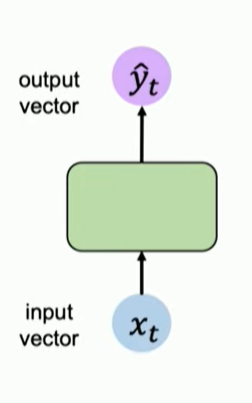 output
vector
ŷₜ
input
vector
xₜ